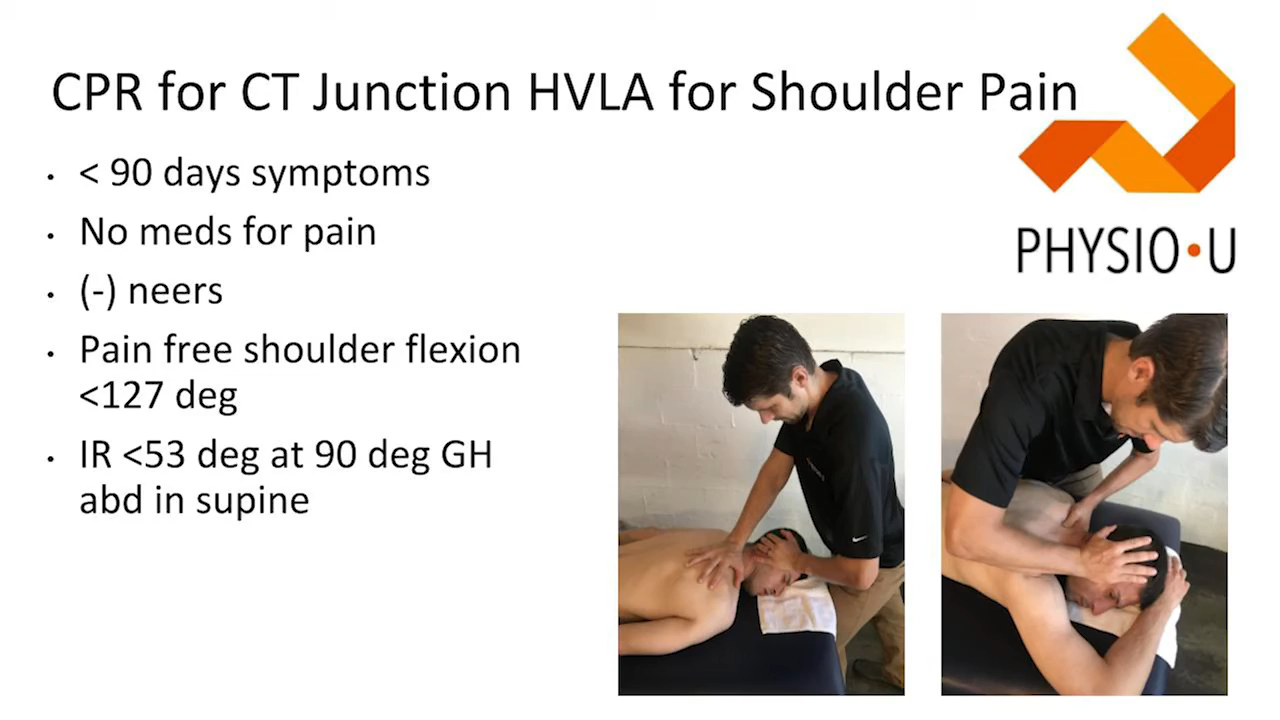 CPR for CT Junction HVLA for Shoulder Pain
• < 90 days symptoms
• No meds for pain
• (-) neers
• Pain free shoulder flexion
<127 deg
• IR <53 deg at 90 deg GH
abd in supine
PHYSIO•U